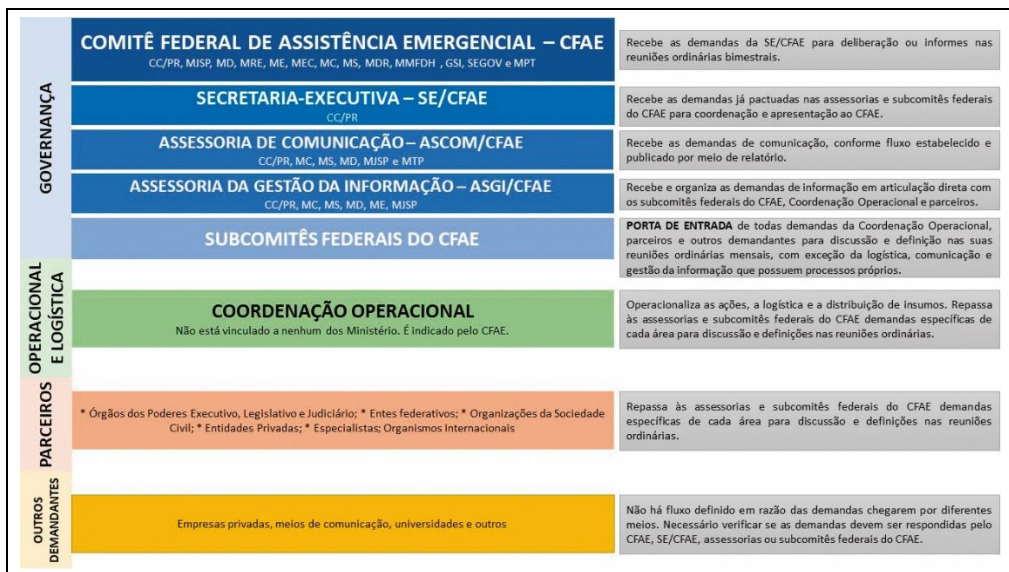 GOVERNANÇA
COMITÊ FEDERAL DE ASSISTÊNCIA EMERGENCIAL – CFAE
CC/PR, MJSP, MD, MRE, ME, MEC, MC, MS, MDR, MMFDH , GSI, SEGOV e MPT
Recebe as demandas da SE/CFAE para deliberação ou informes nas
reuniões ordinárias bimestrais.
SECRETARIA-EXECUTIVA – SE/CFAE
CC/PR
Recebe as demandas já pactuadas nas assessorias e subcomitês federais
do CFAE para coordenação e apresentação ao CFAE.
ASSESSORIA DE COMUNICAÇÃO – ASCOM/CFAE
CC/PR, MC, MS, MD, MJSP e MTP
Recebe as demandas de comunicação, conforme fluxo estabelecido e
publicado por meio de relatório.
ASSESSORIA DA GESTÃO DA INFORMAÇÃO – ASGI/CFAE
CC/PR, MC, MS, MD, ME, MJSP
Recebe e organiza as demandas de informação em articulação direta com
os subcomitês federais do CFAE, Coordenação Operacional e parceiros.
SUBCOMITÊS FEDERAIS DO CFAE
PORTA DE ENTRADA de todas demandas da Coordenação Operacional,
parceiros e outros demandantes para discussão e definição nas suas
reuniões ordinárias mensais, com exceção da logística, comunicação e
gestão da informação que possuem processos próprios.
OPERACIONAL
E LOGÍSTICA
COORDENAÇÃO OPERACIONAL
Não está vinculado a nenhum dos Ministério. É indicado pelo CFAE.
Operacionaliza as ações, a logística e a distribuição de insumos. Repassa
às assessorias e subcomitês federais do CFAE demandas específicas de
cada área para discussão e definições nas reuniões ordinárias.
PARCEIROS
* Órgãos dos Poderes Executivo, Legislativo e Judiciário; * Entes federativos; * Organizações da Sociedade
Civil; * Entidades Privadas; * Especialistas; Organismos Internacionais
Repassa às assessorias e subcomitês federais do CFAE demandas
específicas de cada área para discussão e definições nas reuniões
ordinárias.
OUTROS
DEMANDANTES
Empresas privadas, meios de comunicação, universidades e outros
Não há fluxo definido em razão das demandas chegarem por diferentes
meios. Necessário verificar se as demandas devem ser respondidas pelo
CFAE, SE/CFAE, assessorias ou subcomitês federais do CFAE.